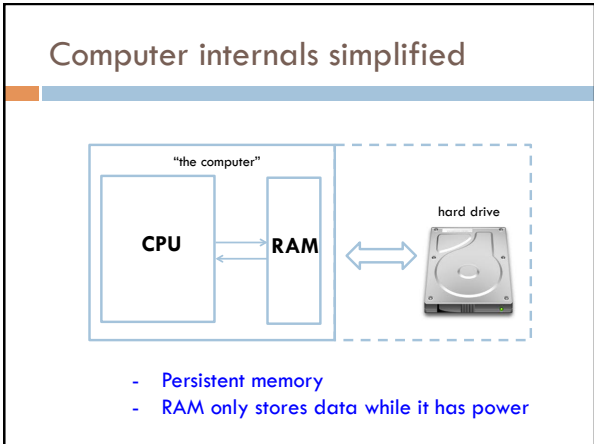 Computer internals simplified
“the computer”
CPU
RAM
hard drive
- Persistent memory
- RAM only stores data while it has power